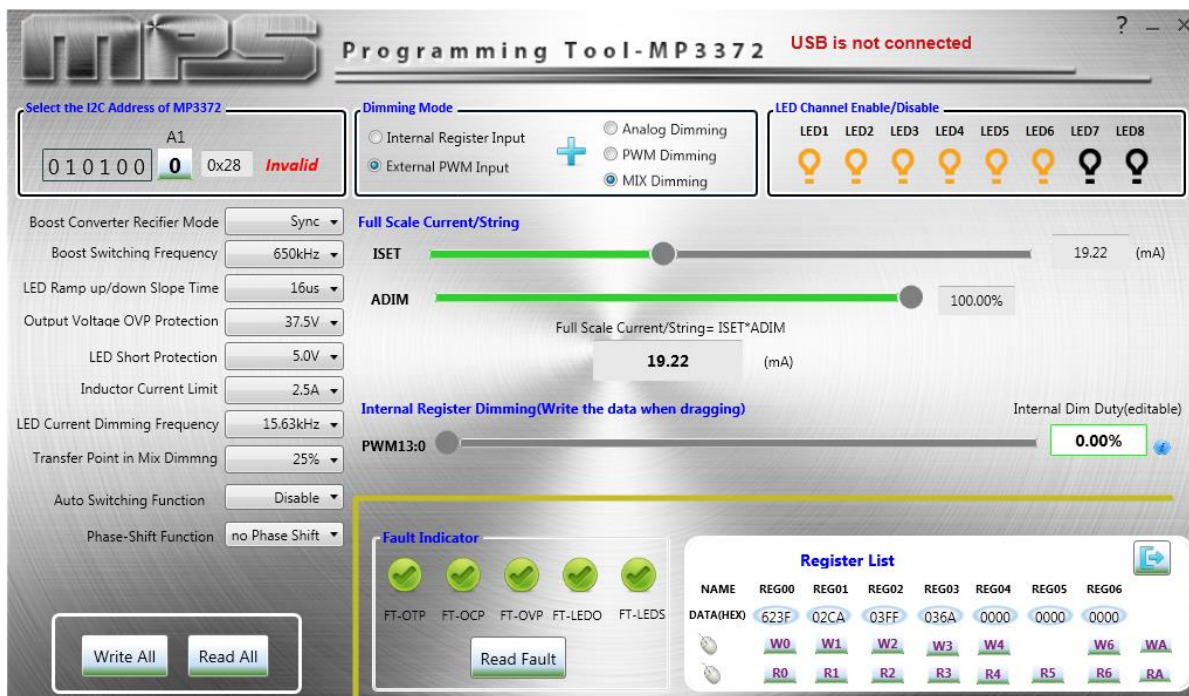 MPS
Programming Tool-MP3372
USB is not connected
? – ×
Select the I2C Address of MP3372
A1
010100 0 0x28 Invalid
Dimming Mode
Internal Register Input
External PWM Input
Analog Dimming
PWM Dimming
MIX Dimming
LED Channel Enable/Disable
LED1 LED2 LED3 LED4 LED5 LED6 LED7 LED8
Boost Converter Recifier Mode Sync
Boost Switching Frequency 650kHz
LED Ramp up/down Slope Time 16us
Output Voltage OVP Protection 37.5V
LED Short Protection 5.0V
Inductor Current Limit 2.5A
LED Current Dimming Frequency 15.63kHz
Transfer Point in Mix Dimmng 25%
Auto Switching Function Disable
Phase-Shift Function no Phase Shift
Write All Read All
Full Scale Current/String
ISET 19.22 (mA)
ADIM 100.00%
Full Scale Current/String= ISET*ADIM
19.22 (mA)
Internal Register Dimming(Write the data when dragging)
Internal Dim Duty(editable)
PWM13:0 0.00%
Fault Indicator
FT-OTP FT-OCP FT-OVP FT-LEDO FT-LEDS
Read Fault
Register List
NAME REG00 REG01 REG02 REG03 REG04 REG05 REG06
DATA(HEX) 623F 02CA 03FF 036A 0000 0000 0000
W0 W1 W2 W3 W4 W6 WA
R0 R1 R2 R3 R4 R5 R6 RA